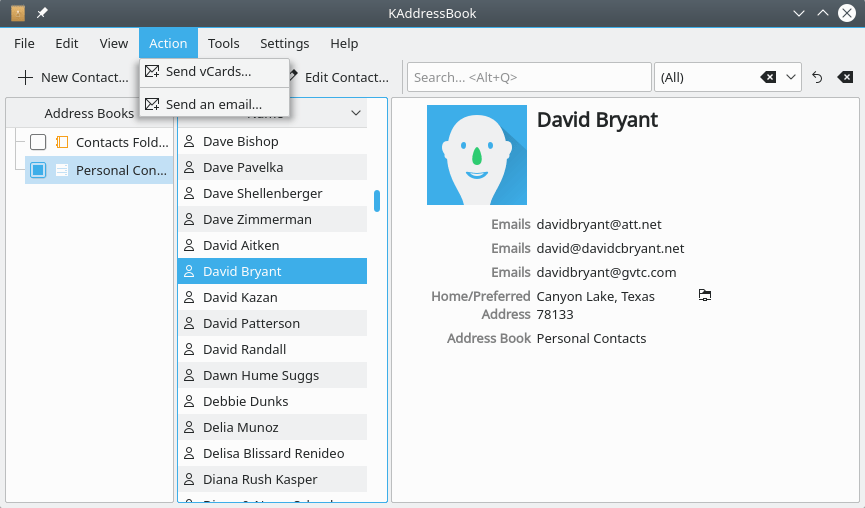 KAddressBook
File Edit View Action Tools Settings Help
New Contact... Edit Contact... Search... <Alt+Q> (All)
Send vCards...
Send an email...
Address Books
Contacts Fold...
Personal Con...
Dave Bishop
Dave Pavelka
Dave Shellenberger
Dave Zimmerman
David Aitken
David Bryant
David Kazan
David Patterson
David Randall
Dawn Hume Suggs
Debbie Dunks
Delia Munoz
Delisa Blissard Renideo
Diana Rush Kasper
David Bryant
Emails davidbryant@att.net
Emails david@davidcbryant.net
Emails davidbryant@gvtc.com
Home/Preferred Canyon Lake, Texas
Address 78133
Address Book Personal Contacts